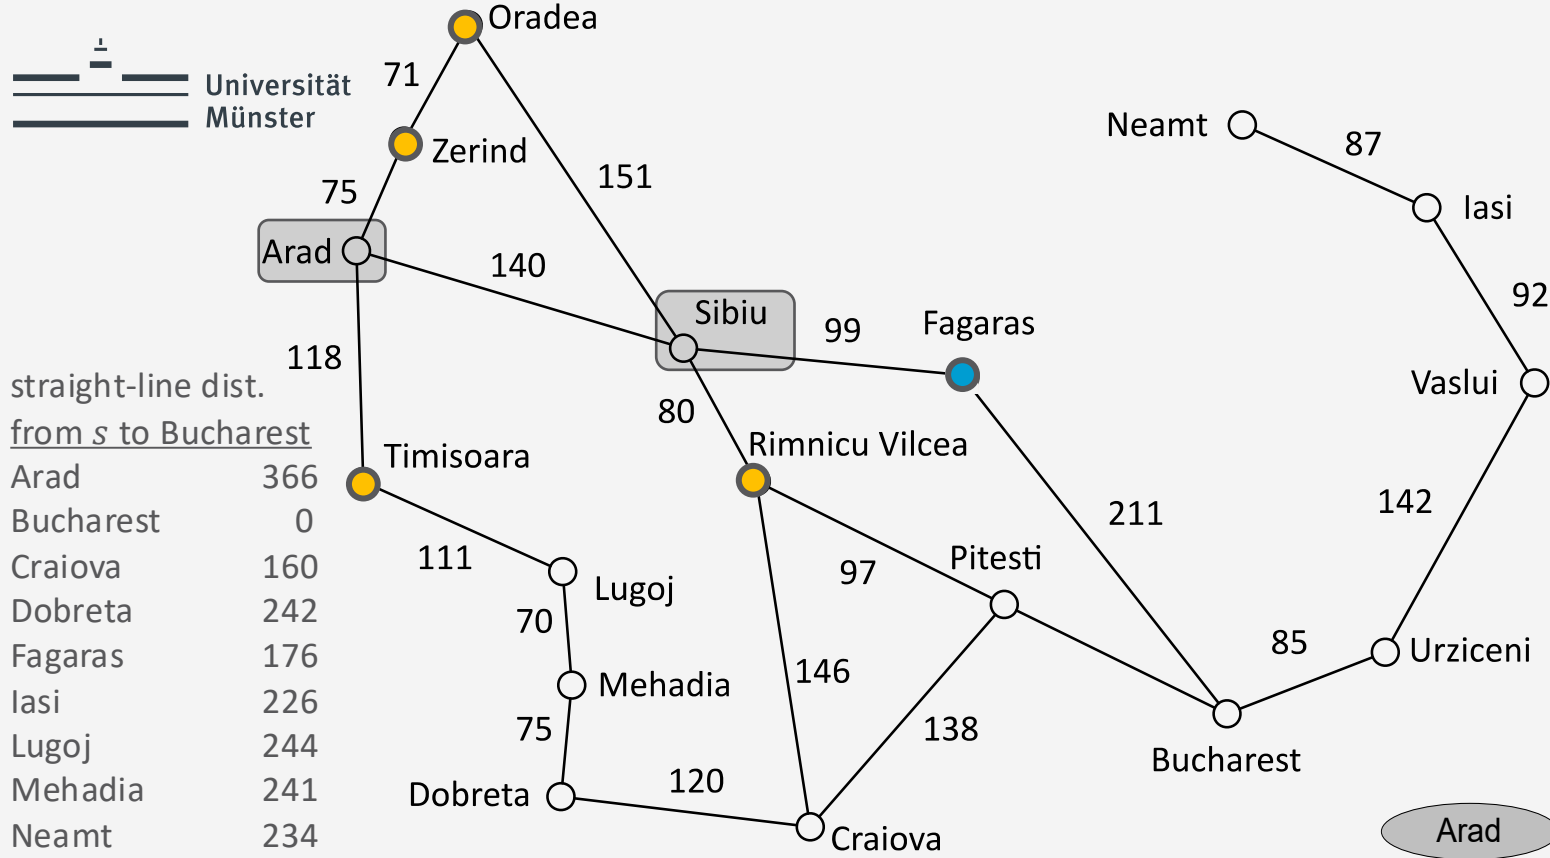 Universität
Münster
Oradea
71
Zerind
151
75
Arad
140
Sibiu
99
Fagaras
118
80
Rimnicu Vilcea
Timisoara
Neamt
87
Iasi
92
Vaslui
142
211
111
Lugoj
97
Pitesti
70
146
85
Urziceni
Mehadia
75
138
Bucharest
Dobreta
120
Craiova
straight-line dist.
from s to Bucharest
Arad 366
Bucharest 0
Craiova 160
Dobreta 242
Fagaras 176
Iasi 226
Lugoj 244
Mehadia 241
Neamt 234
Arad